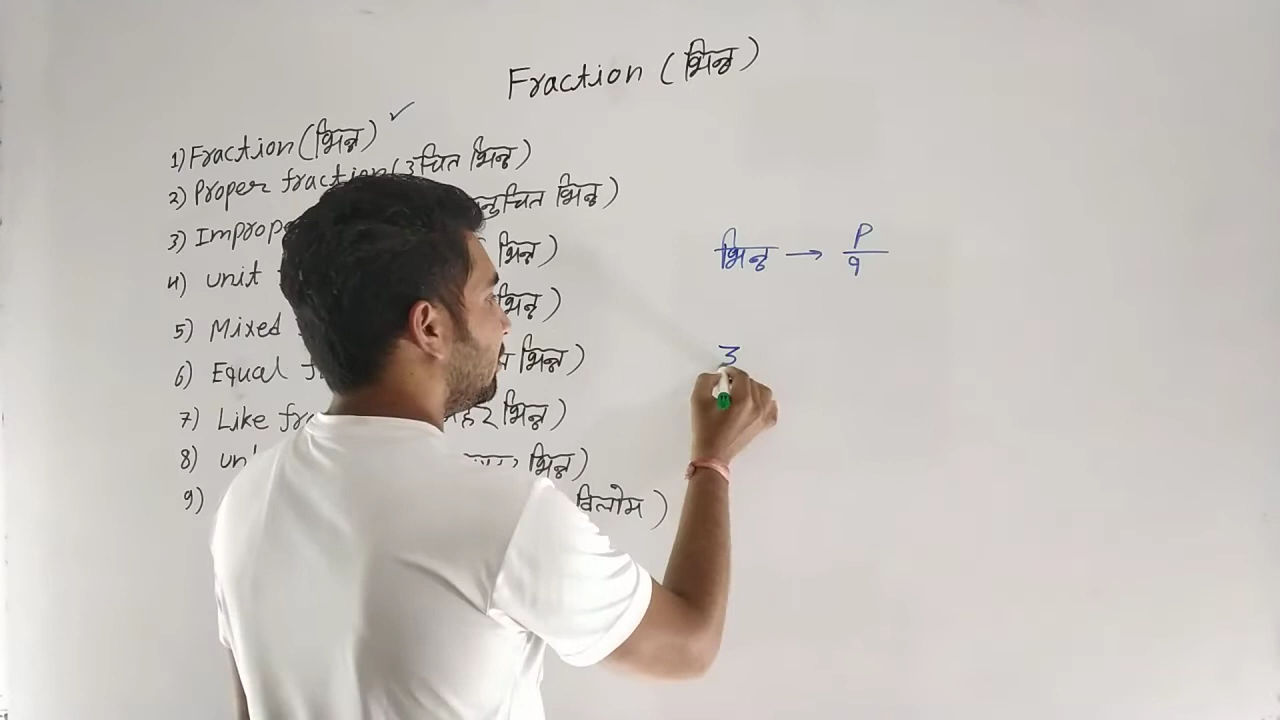 Fraction (भिन्न)
1) Fraction (भिन्न) ✓
2) Proper fraction (उचित भिन्न)
3) Improp नुचित भिन्न)
4) unit भिन्न)
5) Mixed भिन्न)
6) Equal भिन्न)
7) Like fr हर भिन्न)
8) un भिन्न)
9) विलोम)
भिन्न → P/q
3